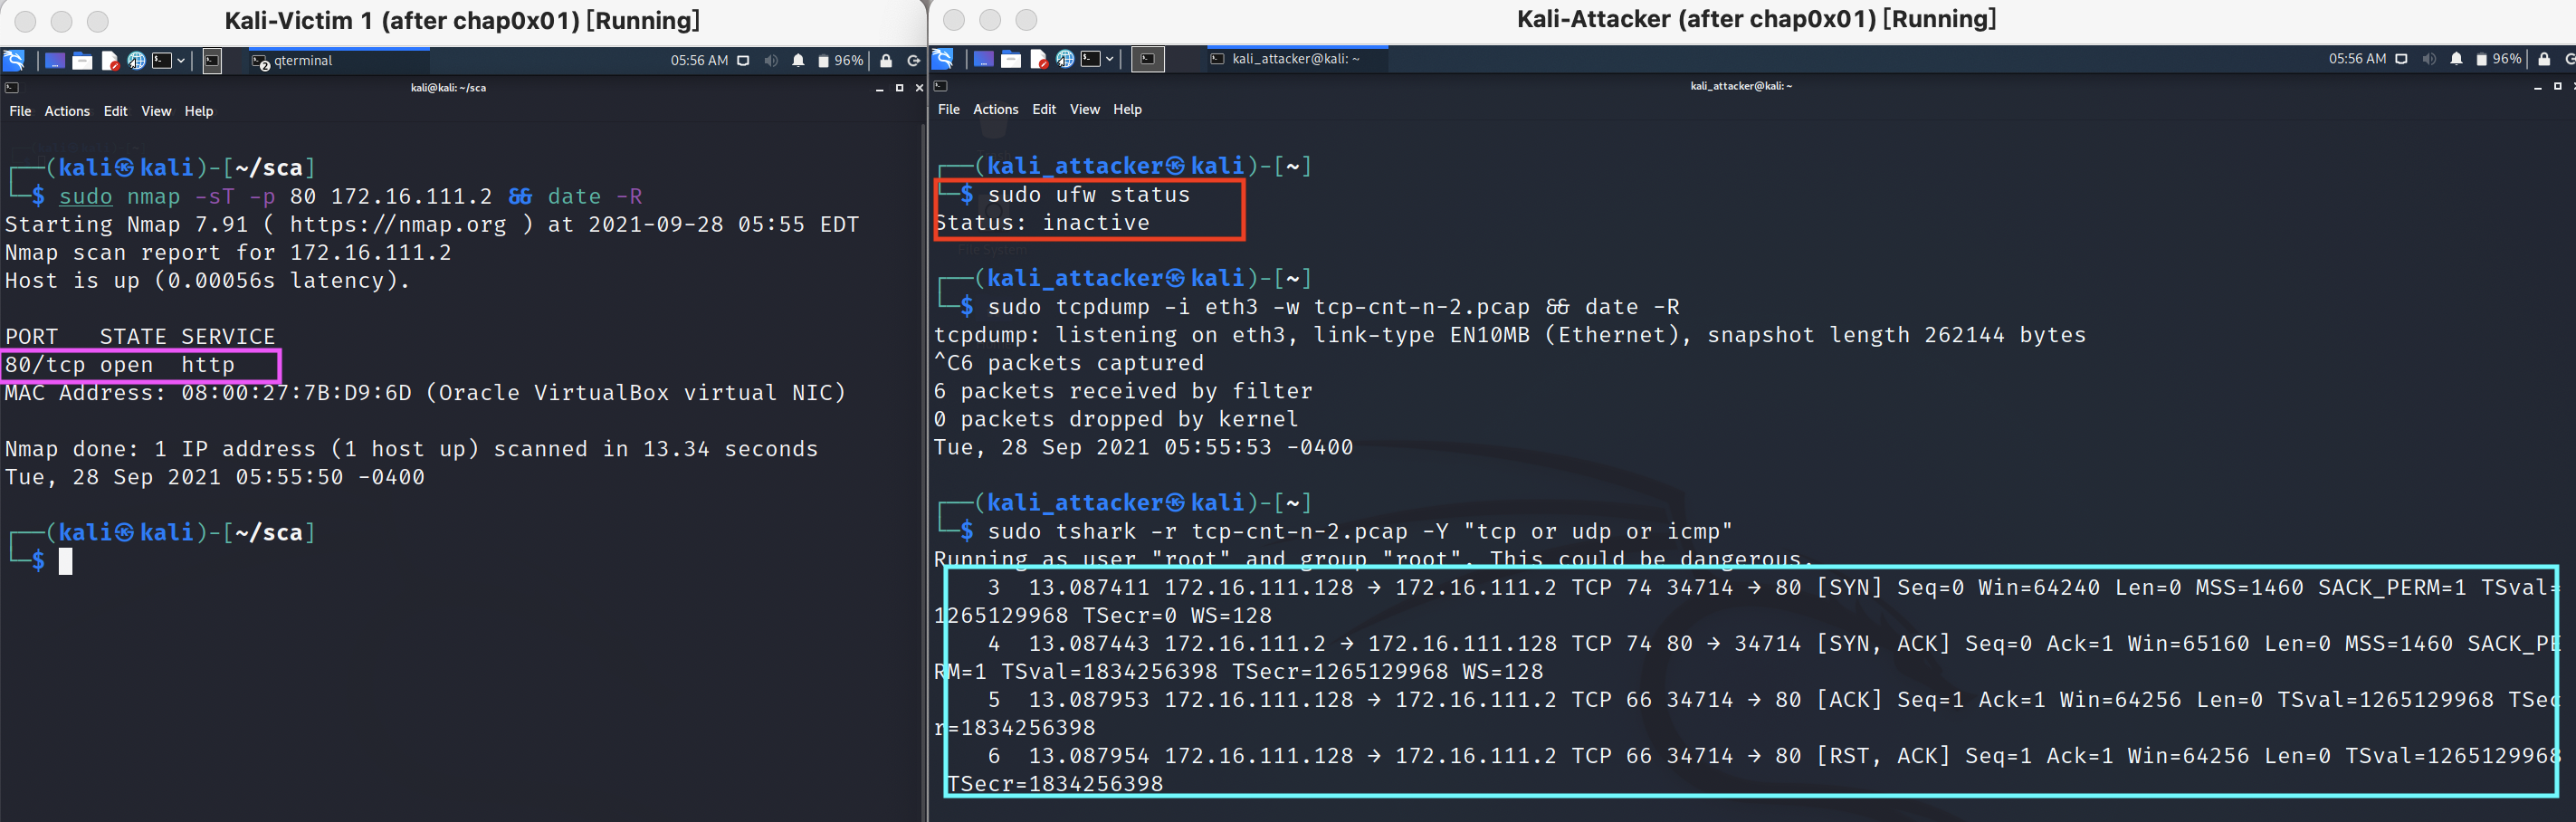 Kali-Victim 1 (after chap0x01) [Running]
qterminal
05:56 AM
96%
kali@kali: ~/sca
File Actions Edit View Help
┌──(kali㉿kali)-[~/sca]
└─$ sudo nmap -sT -p 80 172.16.111.2 && date -R
Starting Nmap 7.91 ( https://nmap.org ) at 2021-09-28 05:55 EDT
Nmap scan report for 172.16.111.2
Host is up (0.00056s latency).
PORT   STATE SERVICE
80/tcp open  http
MAC Address: 08:00:27:7B:D9:6D (Oracle VirtualBox virtual NIC)
Nmap done: 1 IP address (1 host up) scanned in 13.34 seconds
Tue, 28 Sep 2021 05:55:50 -0400
┌──(kali㉿kali)-[~/sca]
└─$
Kali-Attacker (after chap0x01) [Running]
kali_attacker@kali: ~
05:56 AM
96%
kali_attacker@kali: ~
File Actions Edit View Help
┌──(kali_attacker㉿kali)-[~]
└─$ sudo ufw status
Status: inactive
File System
┌──(kali_attacker㉿kali)-[~]
└─$ sudo tcpdump -i eth3 -w tcp-cnt-n-2.pcap && date -R
tcpdump: listening on eth3, link-type EN10MB (Ethernet), snapshot length 262144 bytes
^C6 packets captured
6 packets received by filter
0 packets dropped by kernel
Tue, 28 Sep 2021 05:55:53 -0400
┌──(kali_attacker㉿kali)-[~]
└─$ sudo tshark -r tcp-cnt-n-2.pcap -Y "tcp or udp or icmp"
Running as user "root" and group "root". This could be dangerous.
3  13.087411 172.16.111.128 → 172.16.111.2 TCP 74 34714 → 80 [SYN] Seq=0 Win=64240 Len=0 MSS=1460 SACK_PERM=1 TSval=
1265129968 TSecr=0 WS=128
4  13.087443 172.16.111.2 → 172.16.111.128 TCP 74 80 → 34714 [SYN, ACK] Seq=0 Ack=1 Win=65160 Len=0 MSS=1460 SACK_PE
RM=1 TSval=1834256398 TSecr=1265129968 WS=128
5  13.087953 172.16.111.128 → 172.16.111.2 TCP 66 34714 → 80 [ACK] Seq=1 Ack=1 Win=64256 Len=0 TSval=1265129968 TSec
r=1834256398
6  13.087954 172.16.111.128 → 172.16.111.2 TCP 66 34714 → 80 [RST, ACK] Seq=1 Ack=1 Win=64256 Len=0 TSval=1265129968
TSecr=1834256398